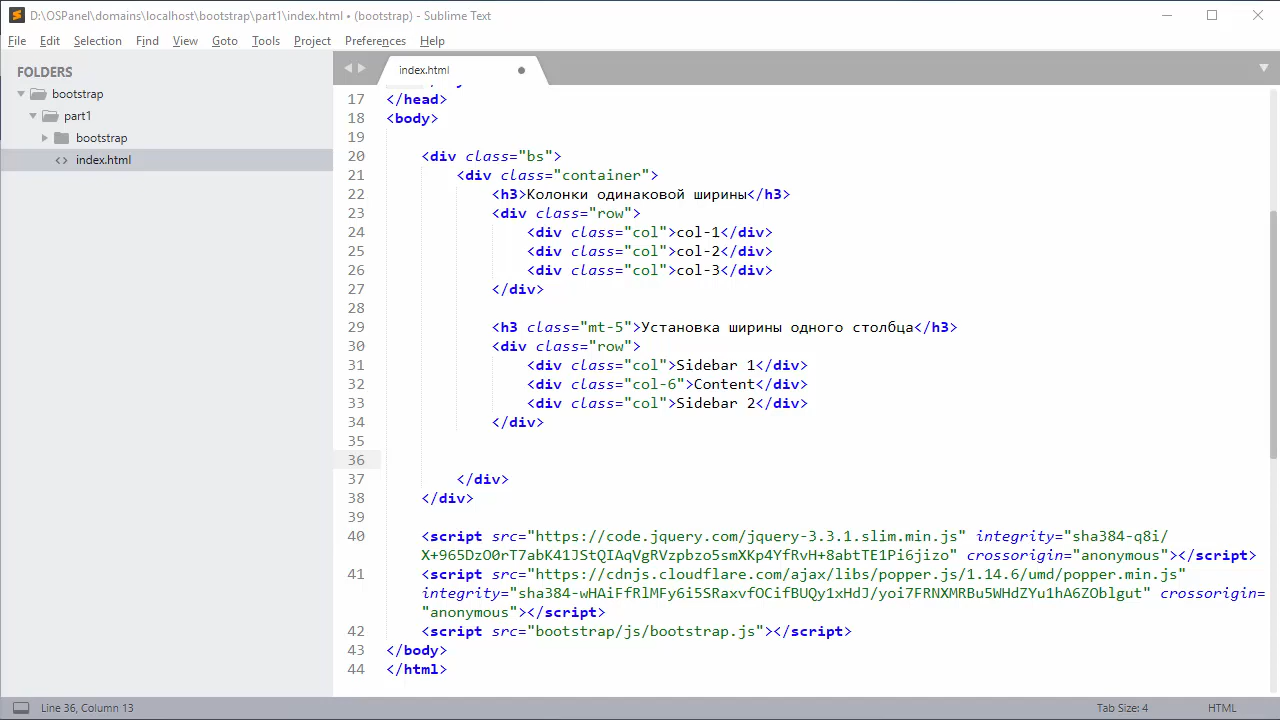 D:\OSPanel\domains\localhost\bootstrap\part1\index.html • (bootstrap) - Sublime Text
File Edit Selection Find View Goto Tools Project Preferences Help
FOLDERS
bootstrap
part1
bootstrap
<> index.html
index.html
17 </head>
18 <body>
19
20 <div class="bs">
21 <div class="container">
22 <h3>Колонки одинаковой ширины</h3>
23 <div class="row">
24 <div class="col">col-1</div>
25 <div class="col">col-2</div>
26 <div class="col">col-3</div>
27 </div>
28
29 <h3 class="mt-5">Установка ширины одного столбца</h3>
30 <div class="row">
31 <div class="col">Sidebar 1</div>
32 <div class="col-6">Content</div>
33 <div class="col">Sidebar 2</div>
34 </div>
35
36
37 </div>
38 </div>
39
40 <script src="https://code.jquery.com/jquery-3.3.1.slim.min.js" integrity="sha384-q8i/
X+965DzO0rT7abK41JStQIAqVgRVzpbzo5smXKp4YfRvH+8abtTE1Pi6jizo" crossorigin="anonymous"></script>
41 <script src="https://cdnjs.cloudflare.com/ajax/libs/popper.js/1.14.6/umd/popper.min.js"
integrity="sha384-wHAiFfRlMFy6i5SRaxvfOCifBUQy1xHdJ/yoi7FRNXMRBu5WHdZYu1hA6ZOblgut" crossorigin=
"anonymous"></script>
42 <script src="bootstrap/js/bootstrap.js"></script>
43 </body>
44 </html>
Line 36, Column 13
Tab Size: 4
HTML